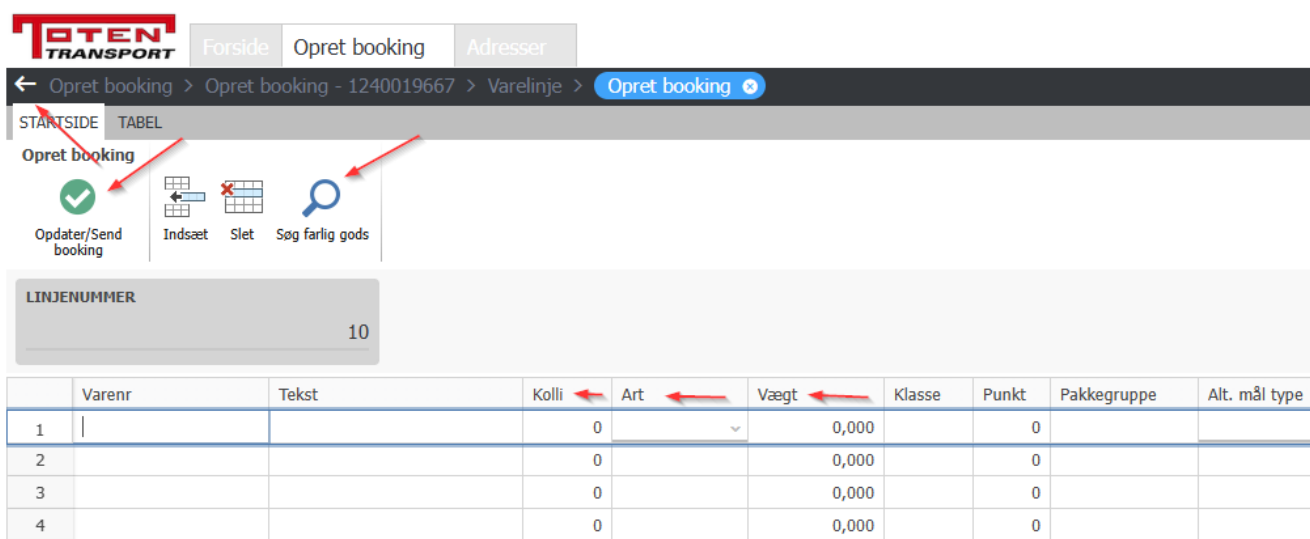 TOTEN
TRANSPORT
Forside Opret booking Adresser
Opret booking > Opret booking - 1240019667 > Varelinje > Opret booking
STARTSIDE TABEL
Opret booking
Opdater/Send booking Indsæt Slet Søg farlig gods
LINJENUMMER
10
Varenr Tekst Kolli Art Vægt Klasse Punkt Pakkegruppe Alt. mål type
1 0 0,000 0
2 0 0,000 0
3 0 0,000 0
4 0 0,000 0